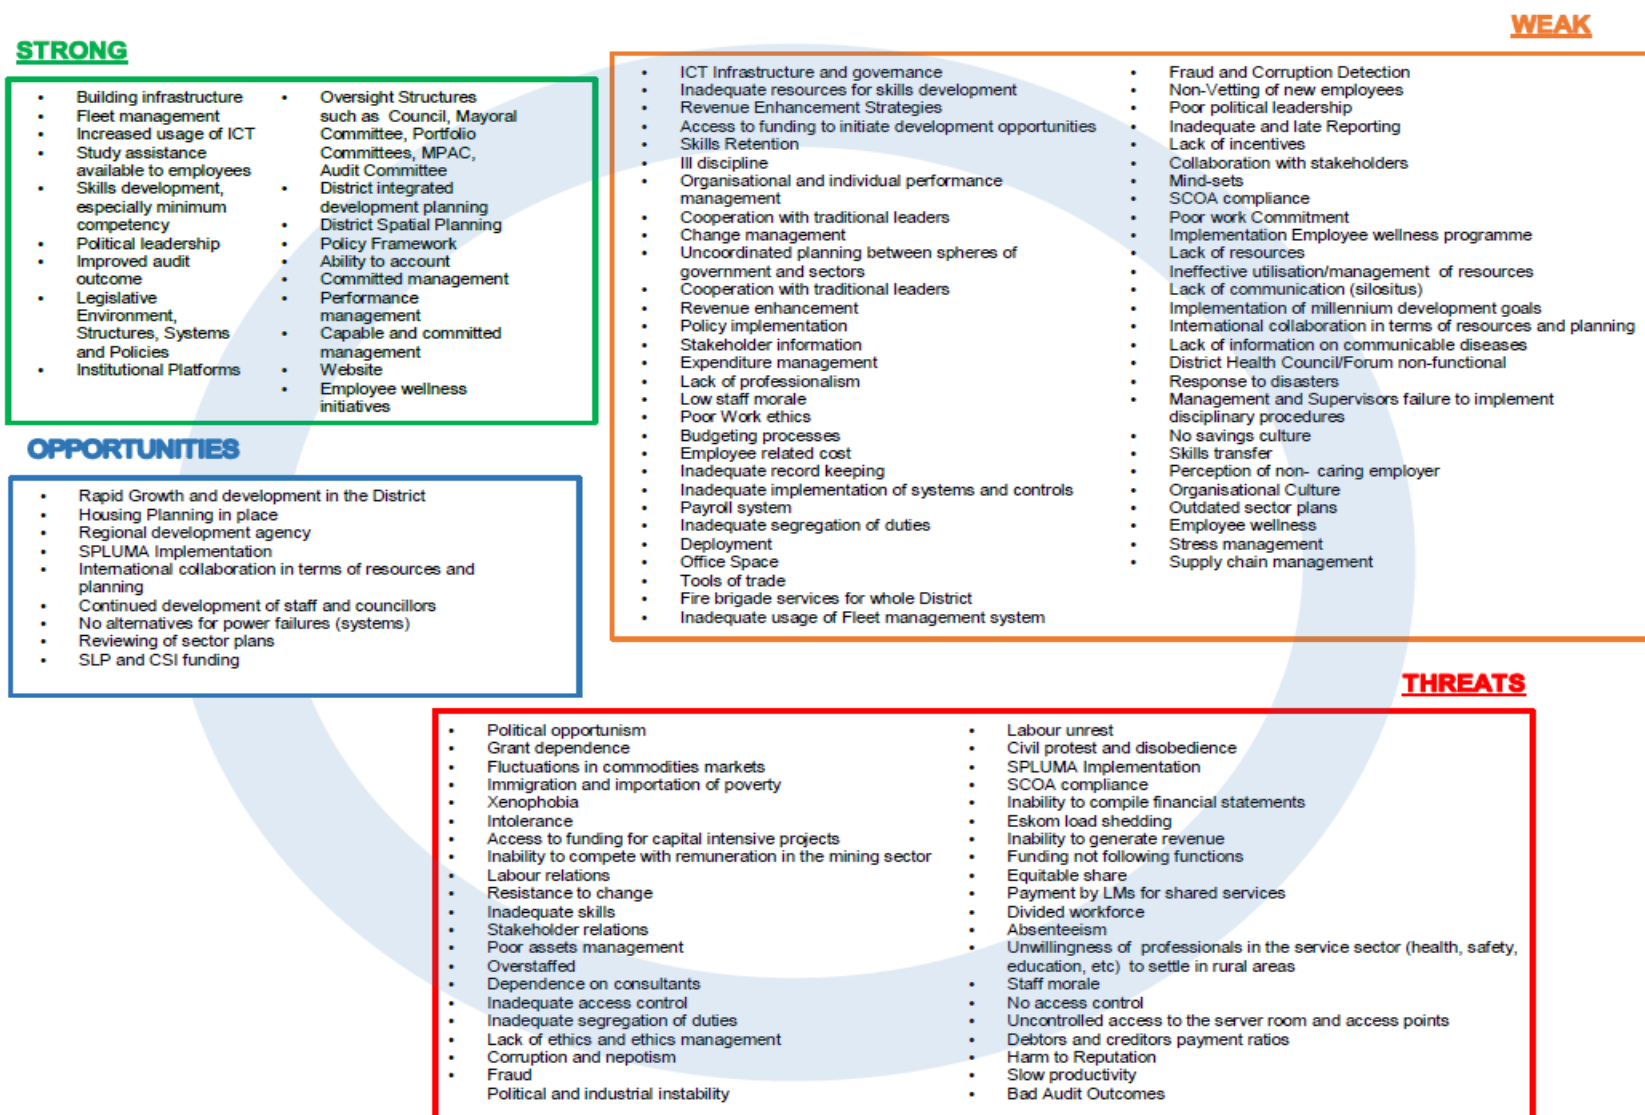 STRONG
• Building infrastructure
• Fleet management
• Increased usage of ICT
• Study assistance
available to employees
• Skills development,
especially minimum
competency
• Political leadership
• Improved audit
outcome
• Legislative
Environment,
Structures, Systems
and Policies
• Institutional Platforms
• Oversight Structures
such as Council, Mayoral
Committee, Portfolio
Committees, MPAC,
Audit Committee
• District integrated
development planning
• District Spatial Planning
• Policy Framework
• Ability to account
• Committed management
• Performance
management
• Capable and committed
management
• Website
• Employee wellness
initiatives
WEAK
• ICT Infrastructure and governance
• Inadequate resources for skills development
• Revenue Enhancement Strategies
• Access to funding to initiate development opportunities
• Skills Retention
• Ill discipline
• Organisational and individual performance
management
• Cooperation with traditional leaders
• Change management
• Uncoordinated planning between spheres of
government and sectors
• Cooperation with traditional leaders
• Revenue enhancement
• Policy implementation
• Stakeholder information
• Expenditure management
• Lack of professionalism
• Low staff morale
• Poor Work ethics
• Budgeting processes
• Employee related cost
• Inadequate record keeping
• Inadequate implementation of systems and controls
• Payroll system
• Inadequate segregation of duties
• Deployment
• Office Space
• Tools of trade
• Fire brigade services for whole District
• Inadequate usage of Fleet management system
• Fraud and Corruption Detection
• Non-Vetting of new employees
• Poor political leadership
• Inadequate and late Reporting
• Lack of incentives
• Collaboration with stakeholders
• Mind-sets
• SCOA compliance
• Poor work Commitment
• Implementation Employee wellness programme
• Lack of resources
• Ineffective utilisation/management of resources
• Lack of communication (silositus)
• Implementation of millennium development goals
• International collaboration in terms of resources and planning
• Lack of information on communicable diseases
• District Health Council/Forum non-functional
• Response to disasters
• Management and Supervisors failure to implement
disciplinary procedures
• No savings culture
• Skills transfer
• Perception of non- caring employer
• Organisational Culture
• Outdated sector plans
• Employee wellness
• Stress management
• Supply chain management
OPPORTUNITIES
• Rapid Growth and development in the District
• Housing Planning in place
• Regional development agency
• SPLUMA Implementation
• International collaboration in terms of resources and
planning
• Continued development of staff and councillors
• No alternatives for power failures (systems)
• Reviewing of sector plans
• SLP and CSI funding
THREATS
• Political opportunism
• Grant dependence
• Fluctuations in commodities markets
• Immigration and importation of poverty
• Xenophobia
• Intolerance
• Access to funding for capital intensive projects
• Inability to compete with remuneration in the mining sector
• Labour relations
• Resistance to change
• Inadequate skills
• Stakeholder relations
• Poor assets management
• Overstaffed
• Dependence on consultants
• Inadequate access control
• Inadequate segregation of duties
• Lack of ethics and ethics management
• Corruption and nepotism
• Fraud
Political and industrial instability
• Labour unrest
• Civil protest and disobedience
• SPLUMA Implementation
• SCOA compliance
• Inability to compile financial statements
• Eskom load shedding
• Inability to generate revenue
• Funding not following functions
• Equitable share
• Payment by LMs for shared services
• Divided workforce
• Absenteeism
• Unwillingness of professionals in the service sector (health, safety,
education, etc) to settle in rural areas
• Staff morale
• No access control
• Uncontrolled access to the server room and access points
• Debtors and creditors payment ratios
• Harm to Reputation
• Slow productivity
• Bad Audit Outcomes